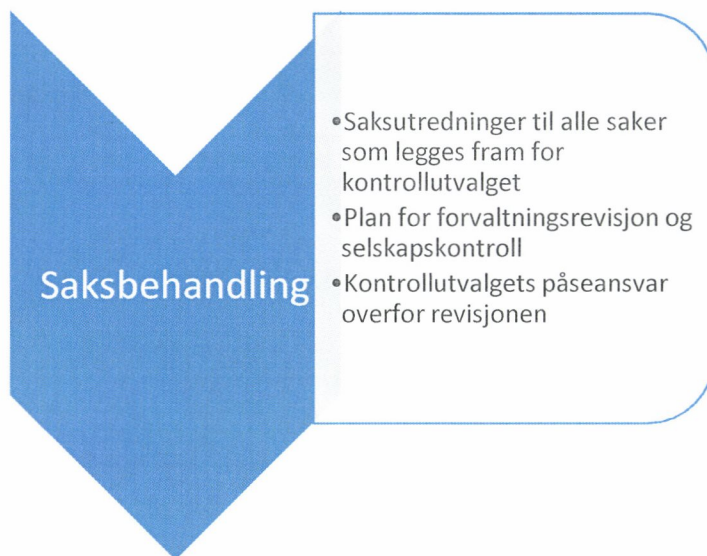 Saksbehandling
•Saksutredninger til alle saker
som legges fram for
kontrollutvalget
•Plan for forvaltningsrevisjon og
selskapskontroll
•Kontrollutvalgets påseansvar
overfor revisjonen